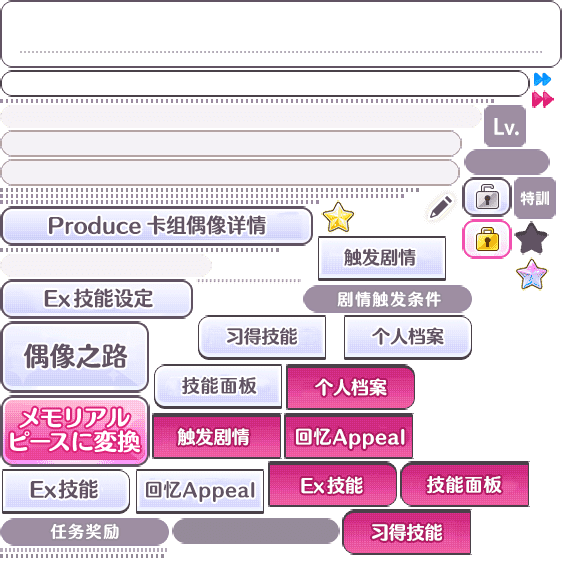 Lv.
特訓
Produce 卡组偶像详情
触发剧情
Ex技能设定
剧情触发条件
偶像之路
习得技能
个人档案
技能面板
个人档案
メモリアル
ピースに変換
触发剧情
回忆Appeal
Ex技能
回忆Appeal
Ex技能
技能面板
任务奖励
习得技能